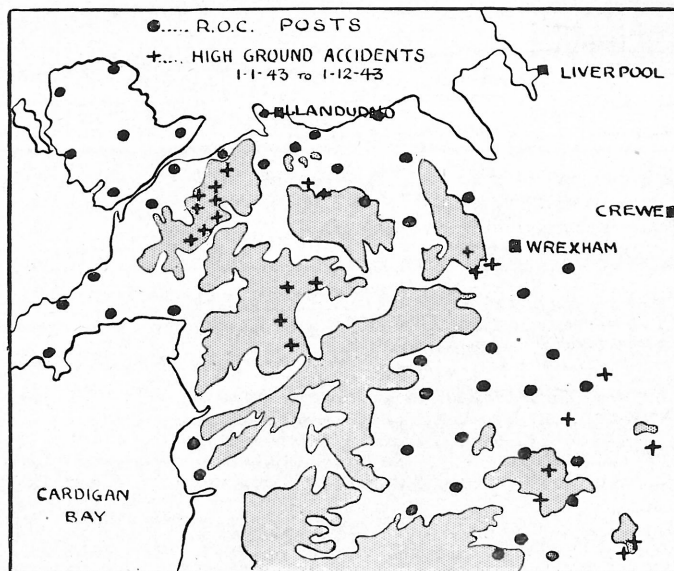 ..... R.O.C. POSTS
+.... HIGH GROUND ACCIDENTS
1-1-43 TO 1-12-43
LIVERPOOL
LLANDUDNO
CREWE
WREXHAM
CARDIGAN
BAY